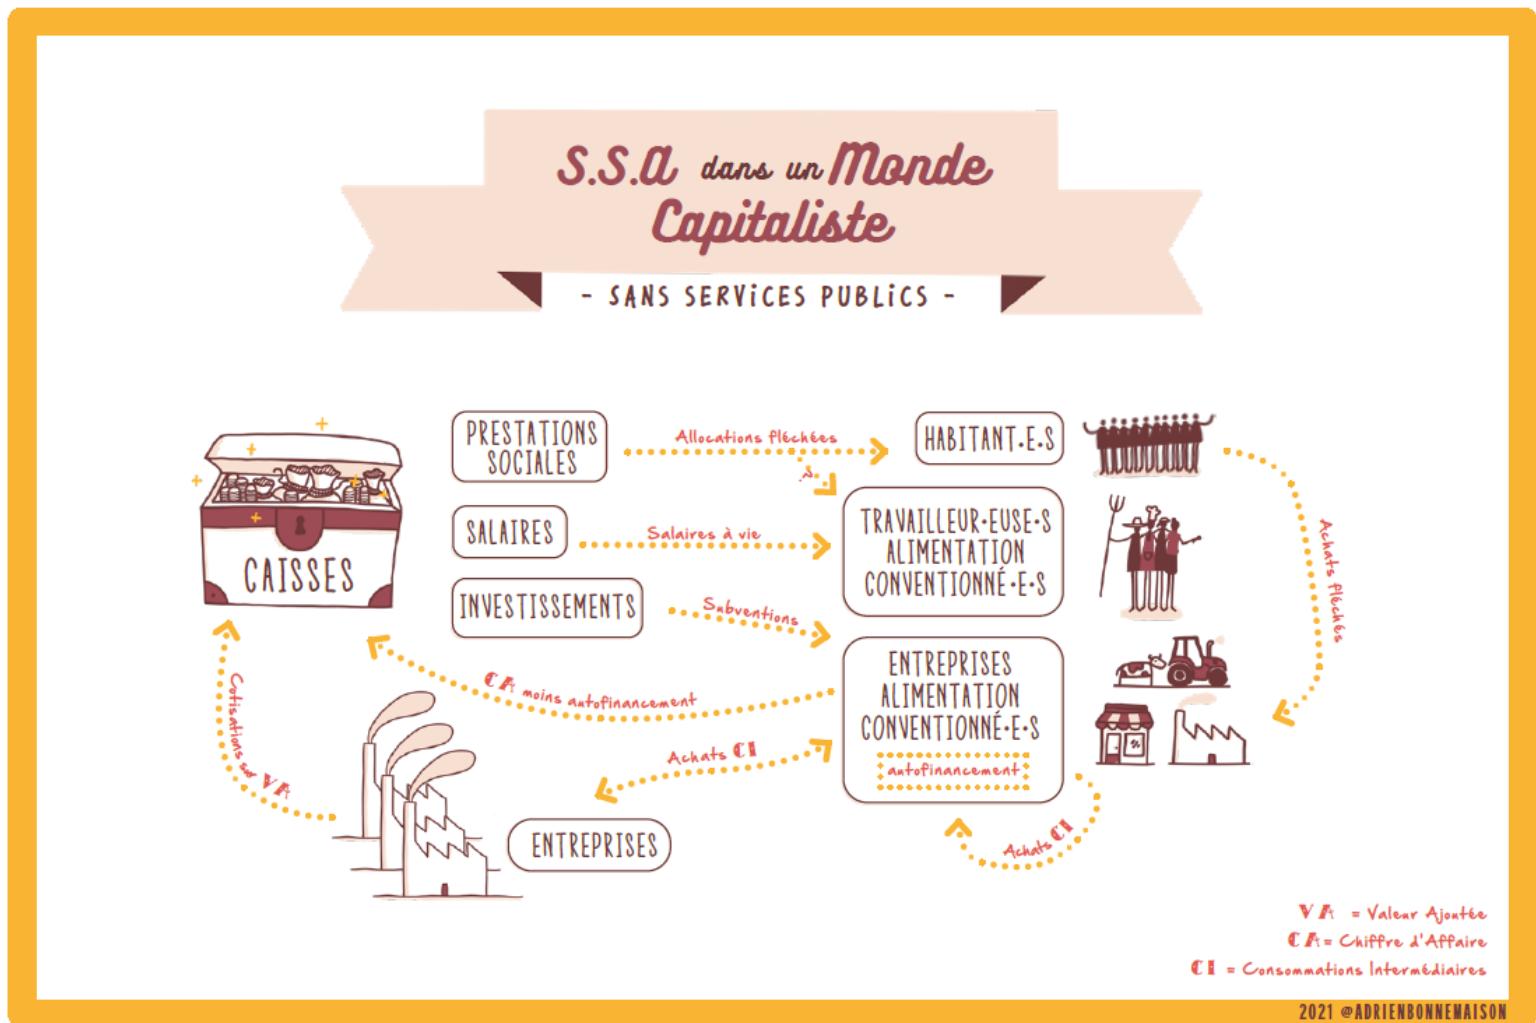 S.S.A dans un Monde
Capitaliste
- SANS SERViCES PUBLiCS -
PRESTATIONS
SOCIALES
Allocations fléchées
?
HABITANT·E·S
SALAIRES
Salaires à vie
TRAVAILLEUR·EUSE·S
ALIMENTATION
CONVENTIONNÉ·E·S
CAISSES
INVESTISSEMENTS
Subventions
Achats fléchés
ENTREPRISES
ALIMENTATION
CONVENTIONNÉ·E·S
autofinancement
CA moins autofinancement
Cotisations sur VA
Achats CI
ENTREPRISES
Achats CI
VA = Valeur Ajoutée
CA = Chiffre d'Affaire
CI = Consommations Intermédiaires
2021 @ADRIENBONNEMAISON